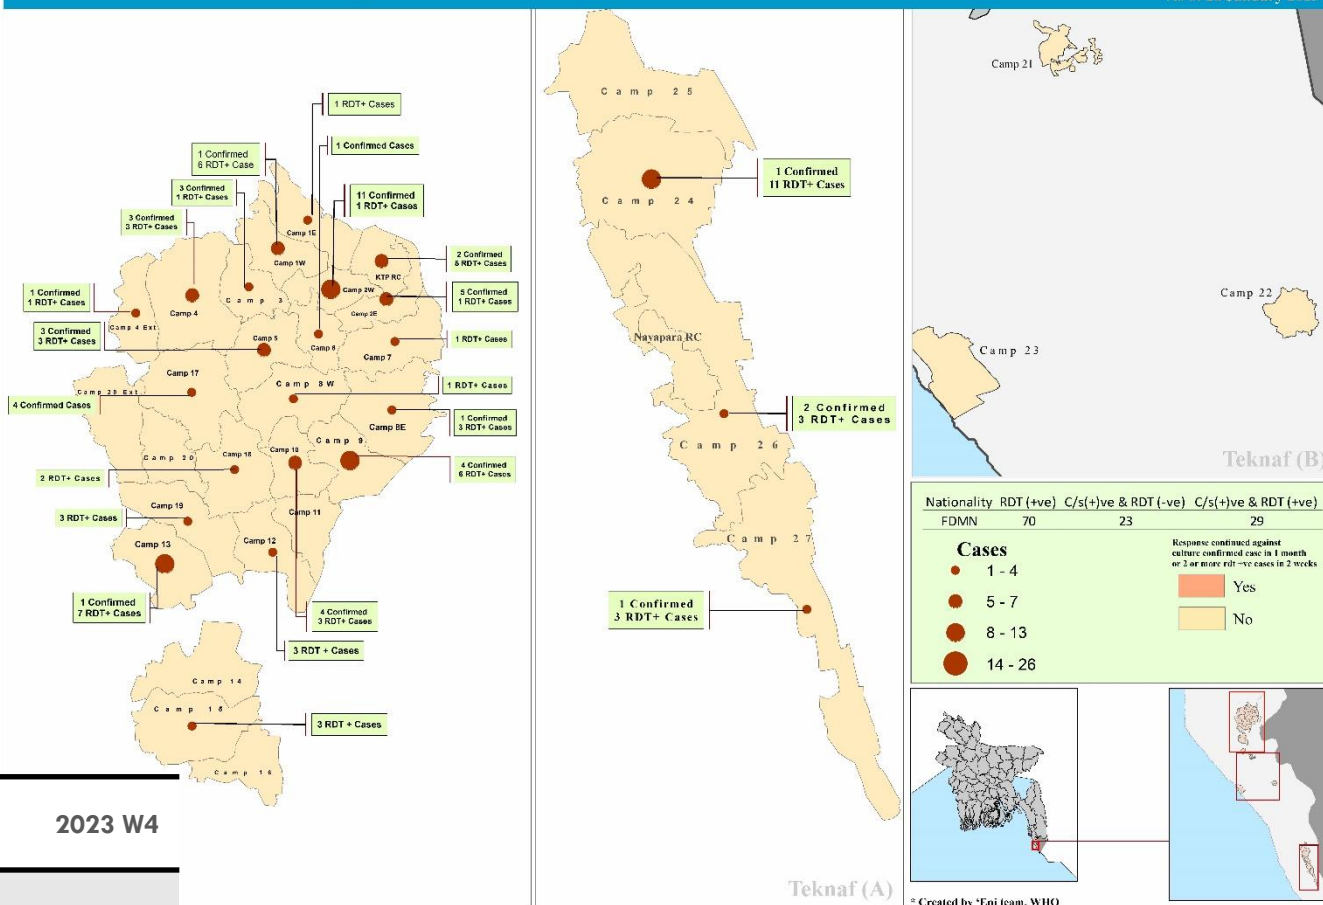 1 RDT+ Cases
1 Confirmed Cases
1 Confirmed
6 RDT+ Case
3 Confirmed
1 RDT+ Cases
11 Confirmed
1 RDT+ Cases
3 Confirmed
3 RDT+ Cases
Camp 1E
Camp 1W
2 Confirmed
5 RDT+ Cases
KTP RC
1 Confirmed
1 RDT+ Cases
Camp 4
Camp 3
Camp 2W
Camp 2E
5 Confirmed
1 RDT+ Cases
Camp 4 Ext
3 Confirmed
3 RDT+ Cases
Camp 5
Camp 6
Camp 7
1 RDT+ Cases
Camp 17
Camp 8W
1 RDT+ Cases
Camp 20 Ext
4 Confirmed Cases
Camp 8E
1 Confirmed
3 RDT+ Cases
Camp 9
Camp 20
Camp 18
Camp 10
4 Confirmed
6 RDT+ Cases
2 RDT+ Cases
Camp 19
3 RDT+ Cases
Camp 11
Camp 13
Camp 12
1 Confirmed
7 RDT+ Cases
4 Confirmed
3 RDT+ Cases
3 RDT + Cases
Camp 14
Camp 15
3 RDT + Cases
Camp 16
2023 W4
Camp 25
1 Confirmed
11 RDT+ Cases
Camp 24
Nayapara RC
2 Confirmed
3 RDT+ Cases
Camp 26
Camp 27
1 Confirmed
3 RDT+ Cases
Teknaf (A)
Camp 21
Camp 22
Camp 23
Teknaf (B)
Nationality RDT (+ve) C/s(+)ve & RDT (-ve) C/s(+)ve & RDT (+ve)
FDMN 70 23 29
Cases
1 - 4
5 - 7
8 - 13
14 - 26
Response continued against
culture confirmed case in 1 month
or 2 or more rdt +ve cases in 2 weeks
Yes
No
* Created by 'Epi team, WHO